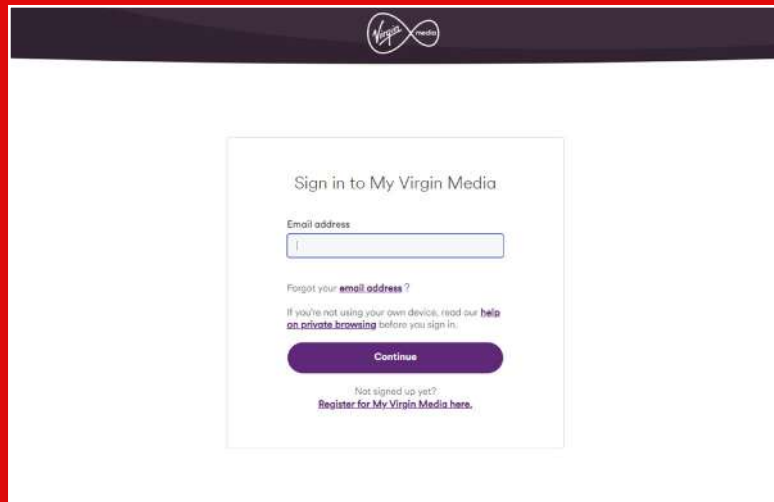 Virgin media
Sign in to My Virgin Media
Email address
Forgot your email address ?
If you're not using your own device, read our help
on private browsing before you sign in.
Continue
Not signed up yet?
Register for My Virgin Media here.